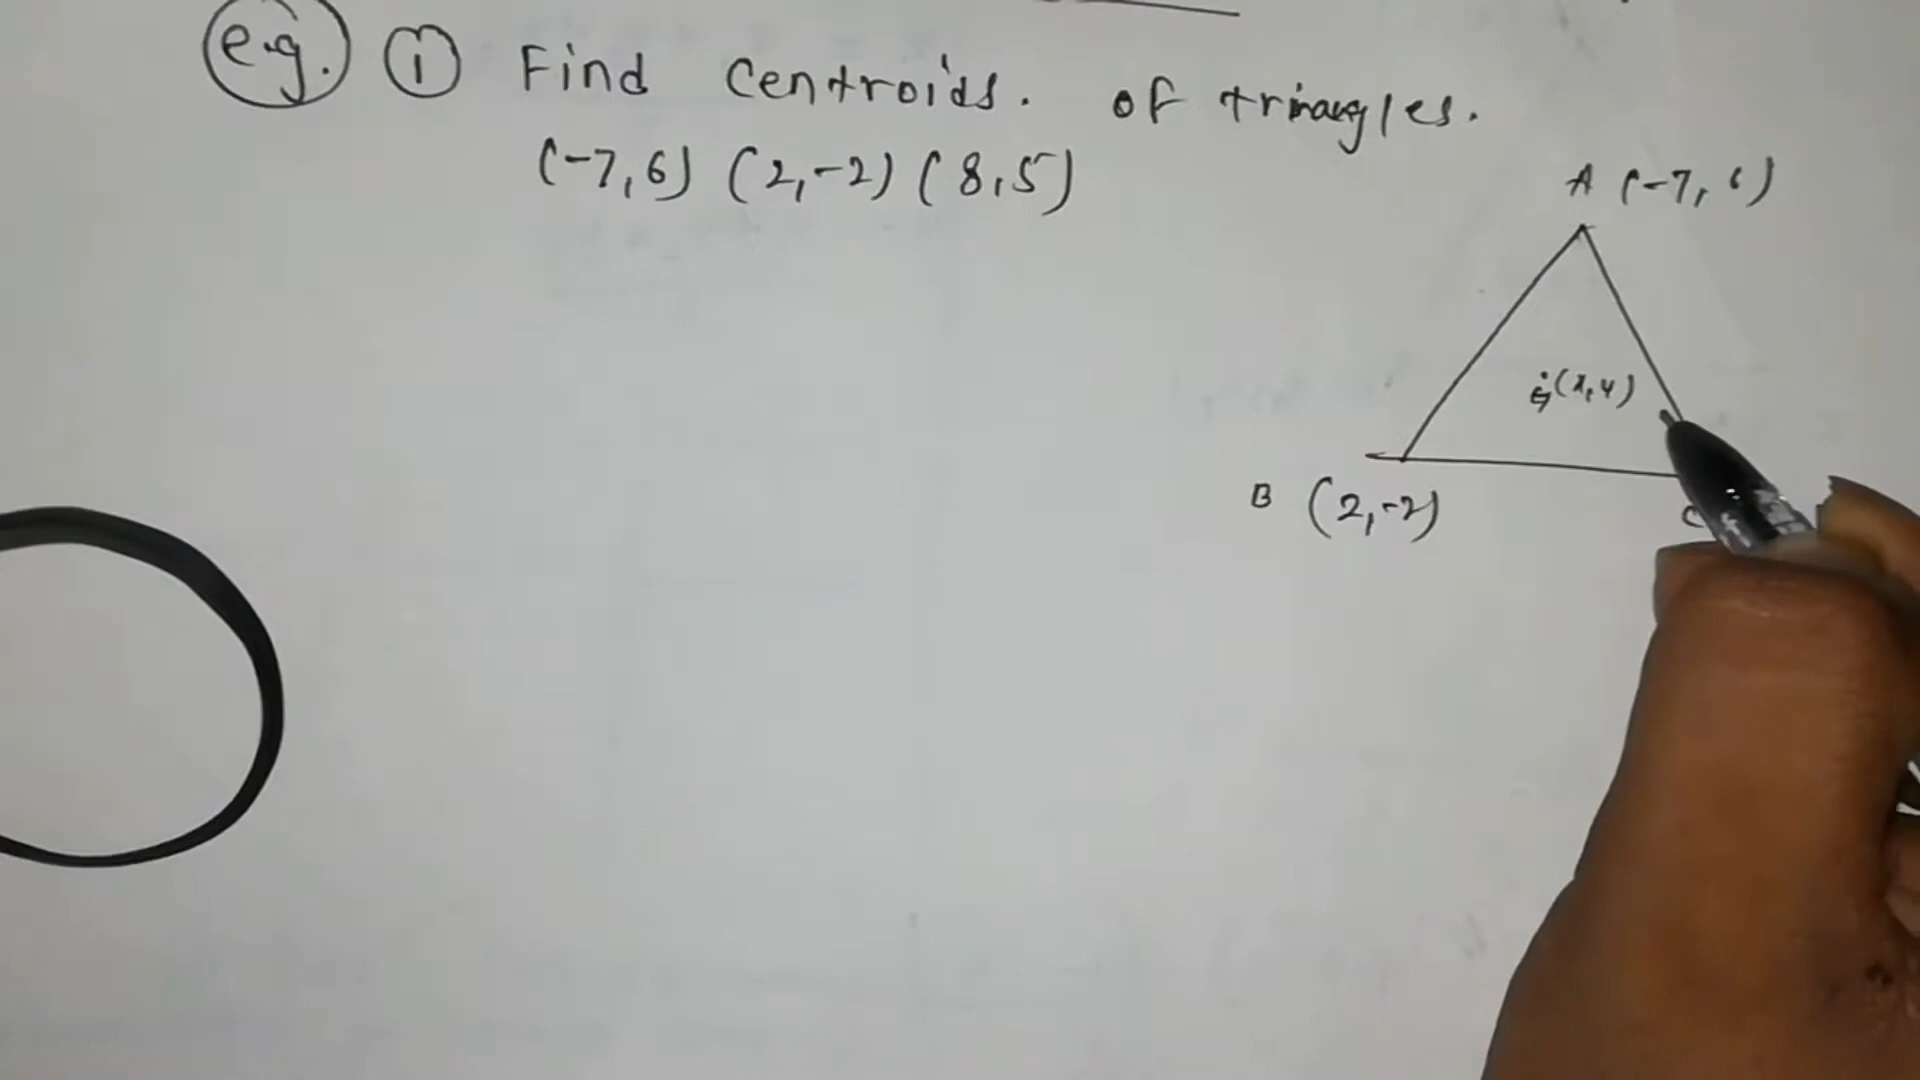 e.g. 1 Find Centroids. of triangles.
(-7,6) (2,-2) (8,5)
A (-7, 6)
G(x,y)
B (2,-2)
C